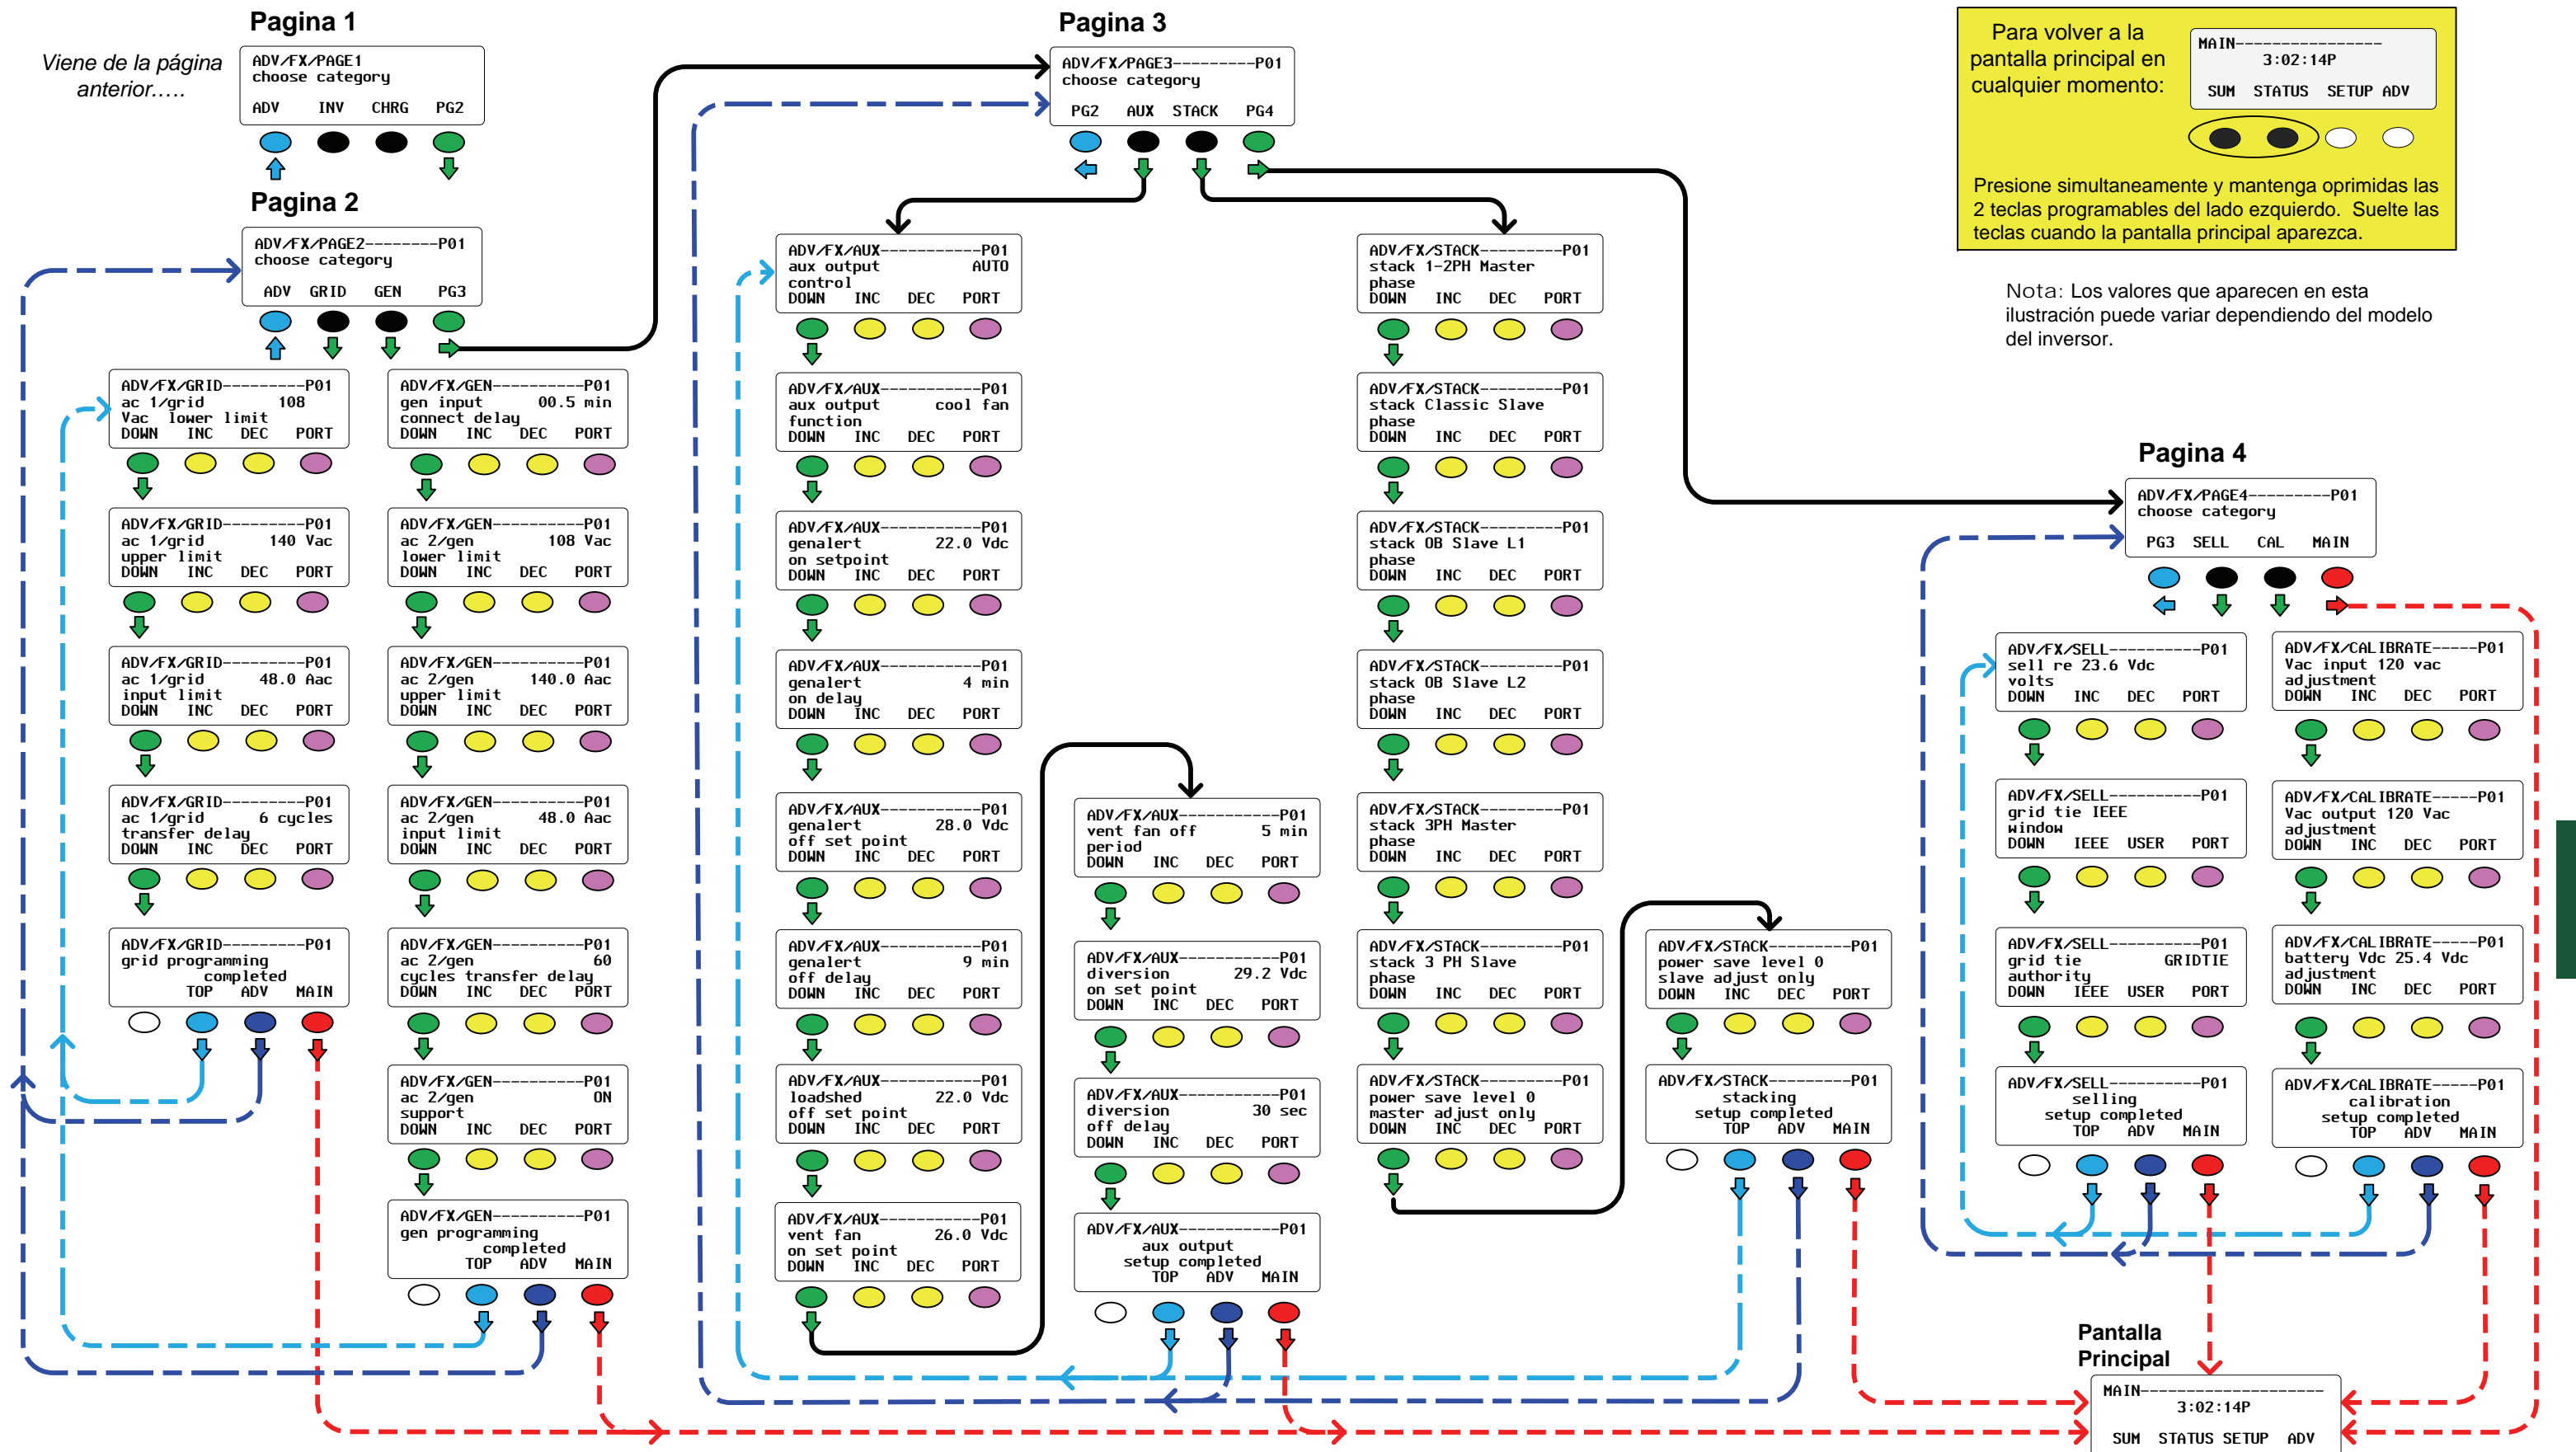 Pagina 1
Viene de la página
anterior.....
ADV/FX/PAGE1
choose category
ADV INV CHRG PG2
Pagina 2
ADV/FX/PAGE2--------P01
choose category
ADV GRID GEN PG3
ADV/FX/GRID---------P01
ac 1/grid 108
Vac lower limit
DOWN INC DEC PORT
ADV/FX/GRID---------P01
ac 1/grid 140 Vac
upper limit
DOWN INC DEC PORT
ADV/FX/GRID---------P01
ac 1/grid 48.0 Aac
input limit
DOWN INC DEC PORT
ADV/FX/GRID---------P01
ac 1/grid 6 cycles
transfer delay
DOWN INC DEC PORT
ADV/FX/GRID---------P01
grid programming
completed
TOP ADV MAIN
ADV/FX/GEN----------P01
gen input 00.5 min
connect delay
DOWN INC DEC PORT
ADV/FX/GEN----------P01
ac 2/gen 108 Vac
lower limit
DOWN INC DEC PORT
ADV/FX/GEN----------P01
ac 2/gen 140.0 Aac
upper limit
DOWN INC DEC PORT
ADV/FX/GEN----------P01
ac 2/gen 48.0 Aac
input limit
DOWN INC DEC PORT
ADV/FX/GEN----------P01
ac 2/gen 60
cycles transfer delay
DOWN INC DEC PORT
ADV/FX/GEN----------P01
ac 2/gen ON
support
DOWN INC DEC PORT
ADV/FX/GEN----------P01
gen programming
completed
TOP ADV MAIN
Pagina 3
ADV/FX/PAGE3---------P01
choose category
PG2 AUX STACK PG4
ADV/FX/AUX-----------P01
aux output AUTO
control
DOWN INC DEC PORT
ADV/FX/AUX-----------P01
aux output cool fan
function
DOWN INC DEC PORT
ADV/FX/AUX-----------P01
genalert 22.0 Vdc
on setpoint
DOWN INC DEC PORT
ADV/FX/AUX-----------P01
genalert 4 min
on delay
DOWN INC DEC PORT
ADV/FX/AUX-----------P01
genalert 28.0 Vdc
off set point
DOWN INC DEC PORT
ADV/FX/AUX-----------P01
genalert 9 min
off delay
DOWN INC DEC PORT
ADV/FX/AUX-----------P01
loadshed 22.0 Vdc
off set point
DOWN INC DEC PORT
ADV/FX/AUX-----------P01
vent fan 26.0 Vdc
on set point
DOWN INC DEC PORT
ADV/FX/AUX-----------P01
vent fan off 5 min
period
DOWN INC DEC PORT
ADV/FX/AUX-----------P01
diversion 29.2 Vdc
on set point
DOWN INC DEC PORT
ADV/FX/AUX-----------P01
diversion 30 sec
off delay
DOWN INC DEC PORT
ADV/FX/AUX-----------P01
aux output
setup completed
TOP ADV MAIN
ADV/FX/STACK---------P01
stack 1-2PH Master
phase
DOWN INC DEC PORT
ADV/FX/STACK---------P01
stack Classic Slave
phase
DOWN INC DEC PORT
ADV/FX/STACK---------P01
stack OB Slave L1
phase
DOWN INC DEC PORT
ADV/FX/STACK---------P01
stack OB Slave L2
phase
DOWN INC DEC PORT
ADV/FX/STACK---------P01
stack 3PH Master
phase
DOWN INC DEC PORT
ADV/FX/STACK---------P01
stack 3 PH Slave
phase
DOWN INC DEC PORT
ADV/FX/STACK---------P01
power save level 0
master adjust only
DOWN INC DEC PORT
ADV/FX/STACK---------P01
power save level 0
slave adjust only
DOWN INC DEC PORT
ADV/FX/STACK---------P01
stacking
setup completed
TOP ADV MAIN
Para volver a la
pantalla principal en
cualquier momento:
MAIN----------------
3:02:14P
SUM STATUS SETUP ADV
Presione simultaneamente y mantenga oprimidas las
2 teclas programables del lado ezquierdo. Suelte las
teclas cuando la pantalla principal aparezca.
Nota: Los valores que aparecen en esta
ilustración puede variar dependiendo del modelo
del inversor.
Pagina 4
ADV/FX/PAGE4---------P01
choose category
PG3 SELL CAL MAIN
ADV/FX/SELL----------P01
sell re 23.6 Vdc
volts
DOWN INC DEC PORT
ADV/FX/SELL----------P01
grid tie IEEE
window
DOWN IEEE USER PORT
ADV/FX/SELL----------P01
grid tie GRIDTIE
authority
DOWN IEEE USER PORT
ADV/FX/SELL----------P01
selling
setup completed
TOP ADV MAIN
ADV/FX/CALIBRATE-----P01
Vac input 120 vac
adjustment
DOWN INC DEC PORT
ADV/FX/CALIBRATE-----P01
Vac output 120 Vac
adjustment
DOWN INC DEC PORT
ADV/FX/CALIBRATE-----P01
battery Vdc 25.4 Vdc
adjustment
DOWN INC DEC PORT
ADV/FX/CALIBRATE-----P01
calibration
setup completed
TOP ADV MAIN
Pantalla
Principal
MAIN--------------------
3:02:14P
SUM STATUS SETUP ADV